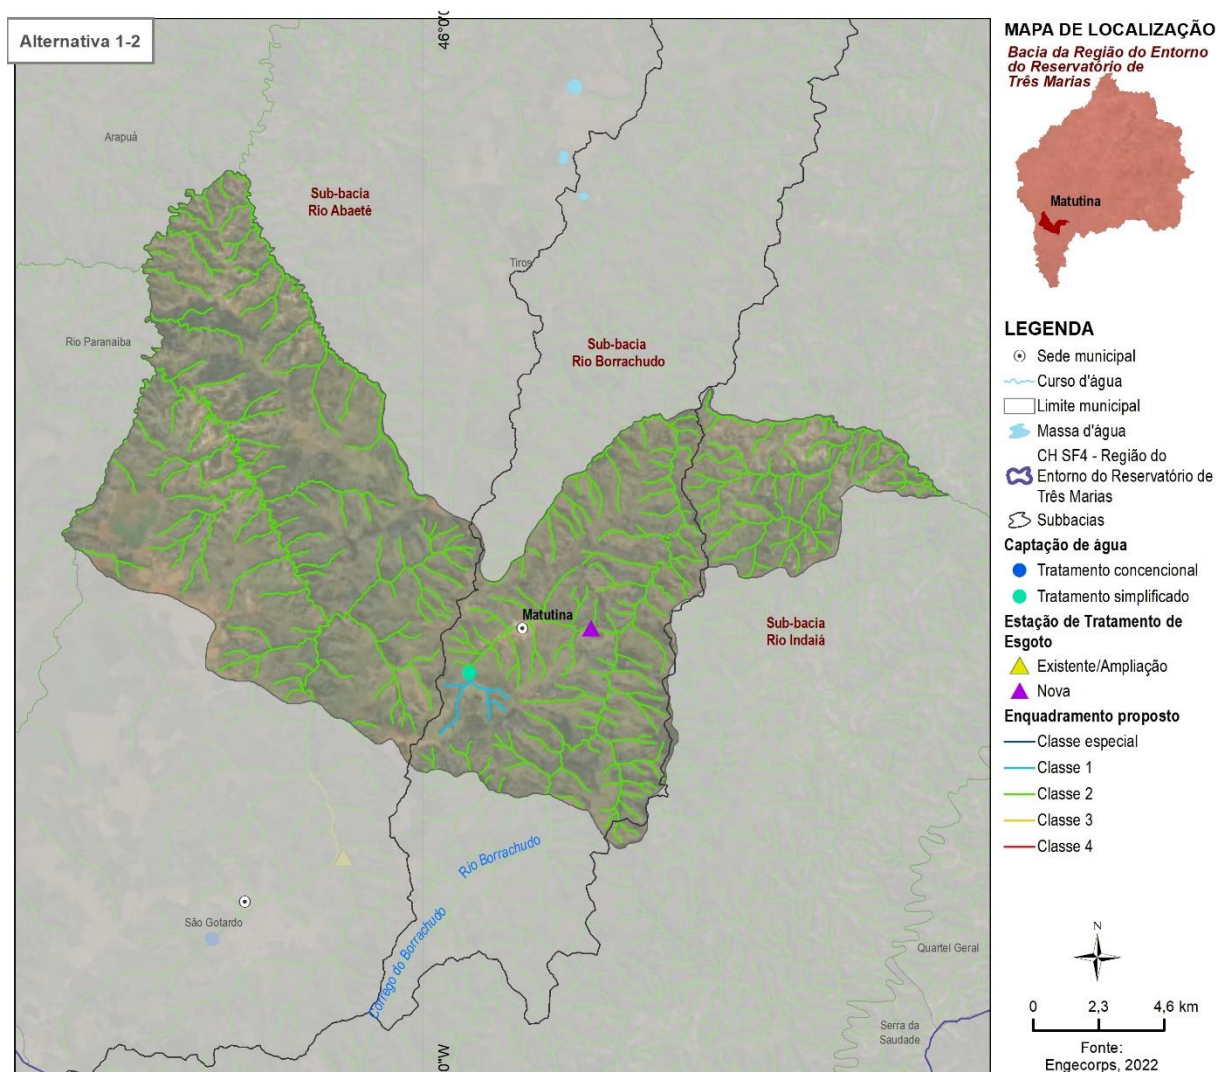 Alternativa 1-2
46°0'0
Arapuá
Sub-bacia
Rio Abaeté
Tiros
Rio Paranaiba
Sub-bacia
Rio Borrachudo
Matutina
Sub-bacia
Rio Indaiá
Rio Borrachudo
São Gotardo
Córrego do Borrachudo
Quartel Geral
Serra da
Saudade
0"W
MAPA DE LOCALIZAÇÃO
Bacia da Região do Entorno
do Reservatório de
Três Marias
Matutina
LEGENDA
Sede municipal
Curso d'água
Limite municipal
Massa d'água
CH SF4 - Região do
Entorno do Reservatório de
Três Marias
Subbacias
Captação de água
Tratamento concencional
Tratamento simplificado
Estação de Tratamento de
Esgoto
Existente/Ampliação
Nova
Enquadramento proposto
Classe especial
Classe 1
Classe 2
Classe 3
Classe 4
N
0 2,3 4,6 km
Fonte:
Engecorps, 2022